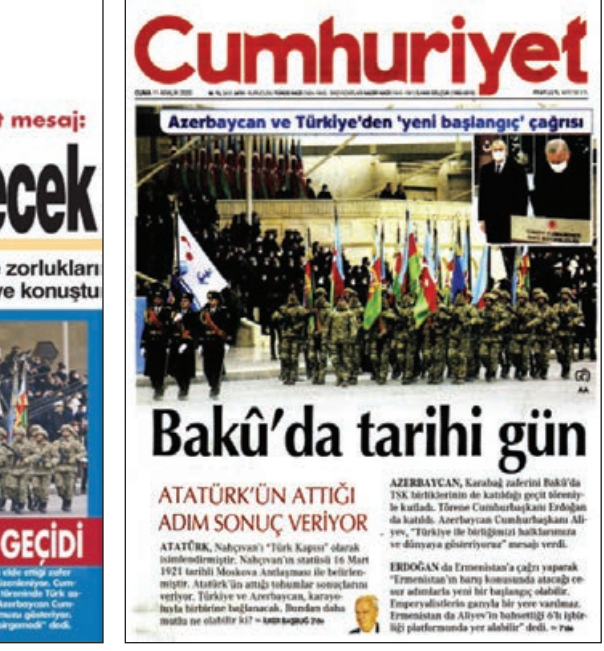 t mesaj:
ecek
zorlukları
ve konuştu
GEÇİDİ
Cumhuriyet
Azerbaycan ve Türkiye'den 'yeni başlangıç' çağrısı
AA
Bakû'da tarihi gün
ATATÜRK'ÜN ATTIĞI
ADIM SONUÇ VERİYOR
ATATÜRK, Nahçıvan'ı "Türk Kapısı" olarak
isimlendirmiştir. Nahçıvan'ın statüsü 16 Mart
1921 tarihli Moskova Antlaşması ile belirlen-
miştir. Atatürk'ün attığı tohumlar sonuçlarını
veriyor. Türkiye ve Azerbaycan, karayo-
luyla birbirine bağlanacak. Bundan daha
mutlu ne olabilir ki?
AZERBAYCAN, Karabağ zaferini Bakû'da
TSK birliklerinin de katıldığı geçit töreniy-
le kutladı. Törene Cumhurbaşkanı Erdoğan
da katıldı. Azerbaycan Cumhurbaşkanı Ali-
yev, "Türkiye ile birliğimizi halklarımıza
ve dünyaya gösteriyoruz" mesajı verdi.
ERDOĞAN da Ermenistan'a çağrı yaparak
"Ermenistan'ın barış konusunda atacağı ce-
sur adımlarla yeni bir başlangıç olabilir.
Emperyalistlerin gazıyla bir yere varılmaz.
Ermenistan da Aliyev'in bahsettiği 6'lı işbir-
liği platformunda yer alabilir" dedi.